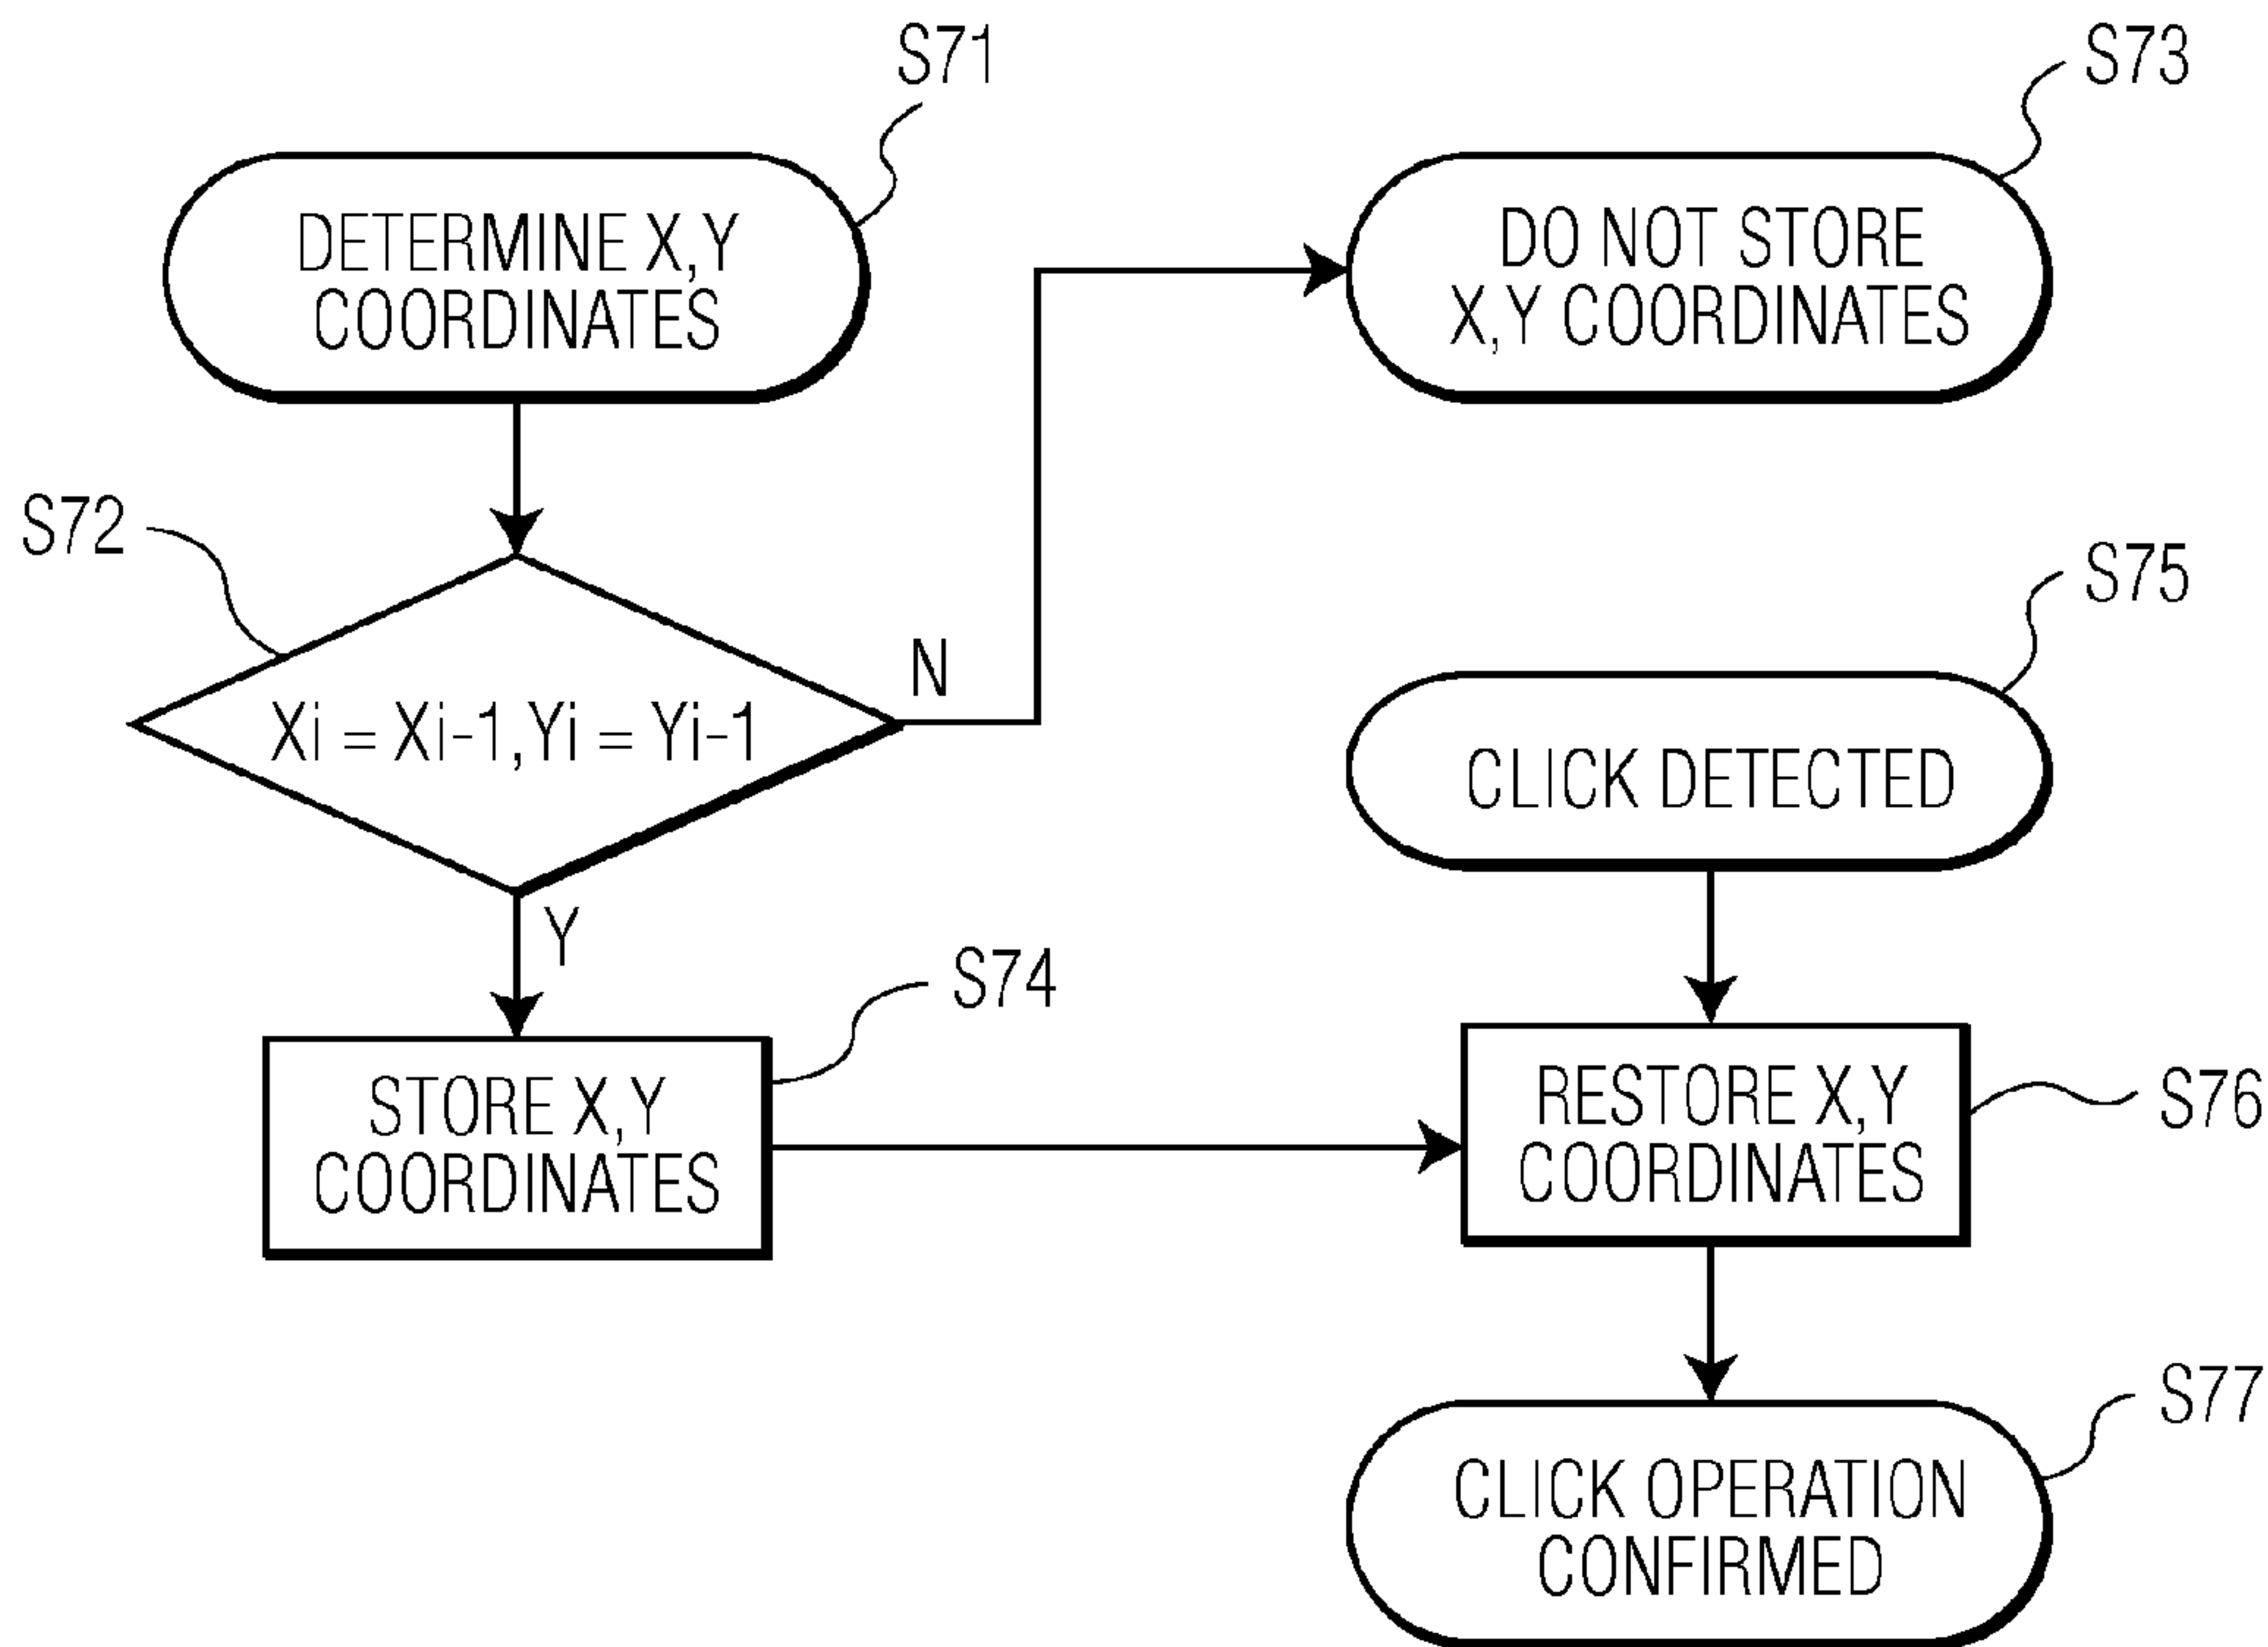 S71
S73
DETERMINE X,Y
COORDINATES
DO NOT STORE
X,Y COORDINATES
S72
N
Xi = Xi-1,Yi = Yi-1
S75
CLICK DETECTED
Y
S74
STORE X,Y
COORDINATES
RESTORE X,Y
COORDINATES
S76
S77
CLICK OPERATION
CONFIRMED